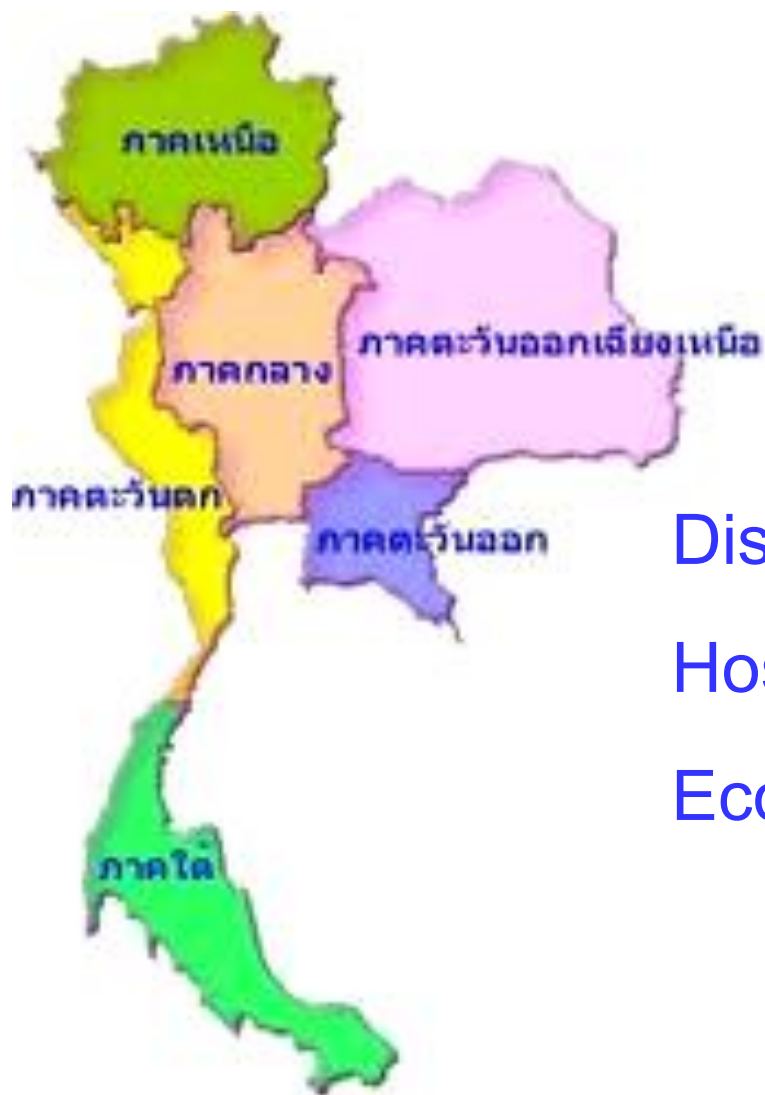 ภาคเหนือ
ภาคตะวันออกเฉียงเหนือ
ภาคกลาง
ภาคตะวันตก
ภาคตะวันออก
Dis
Hos
Eco
ภาคใต้